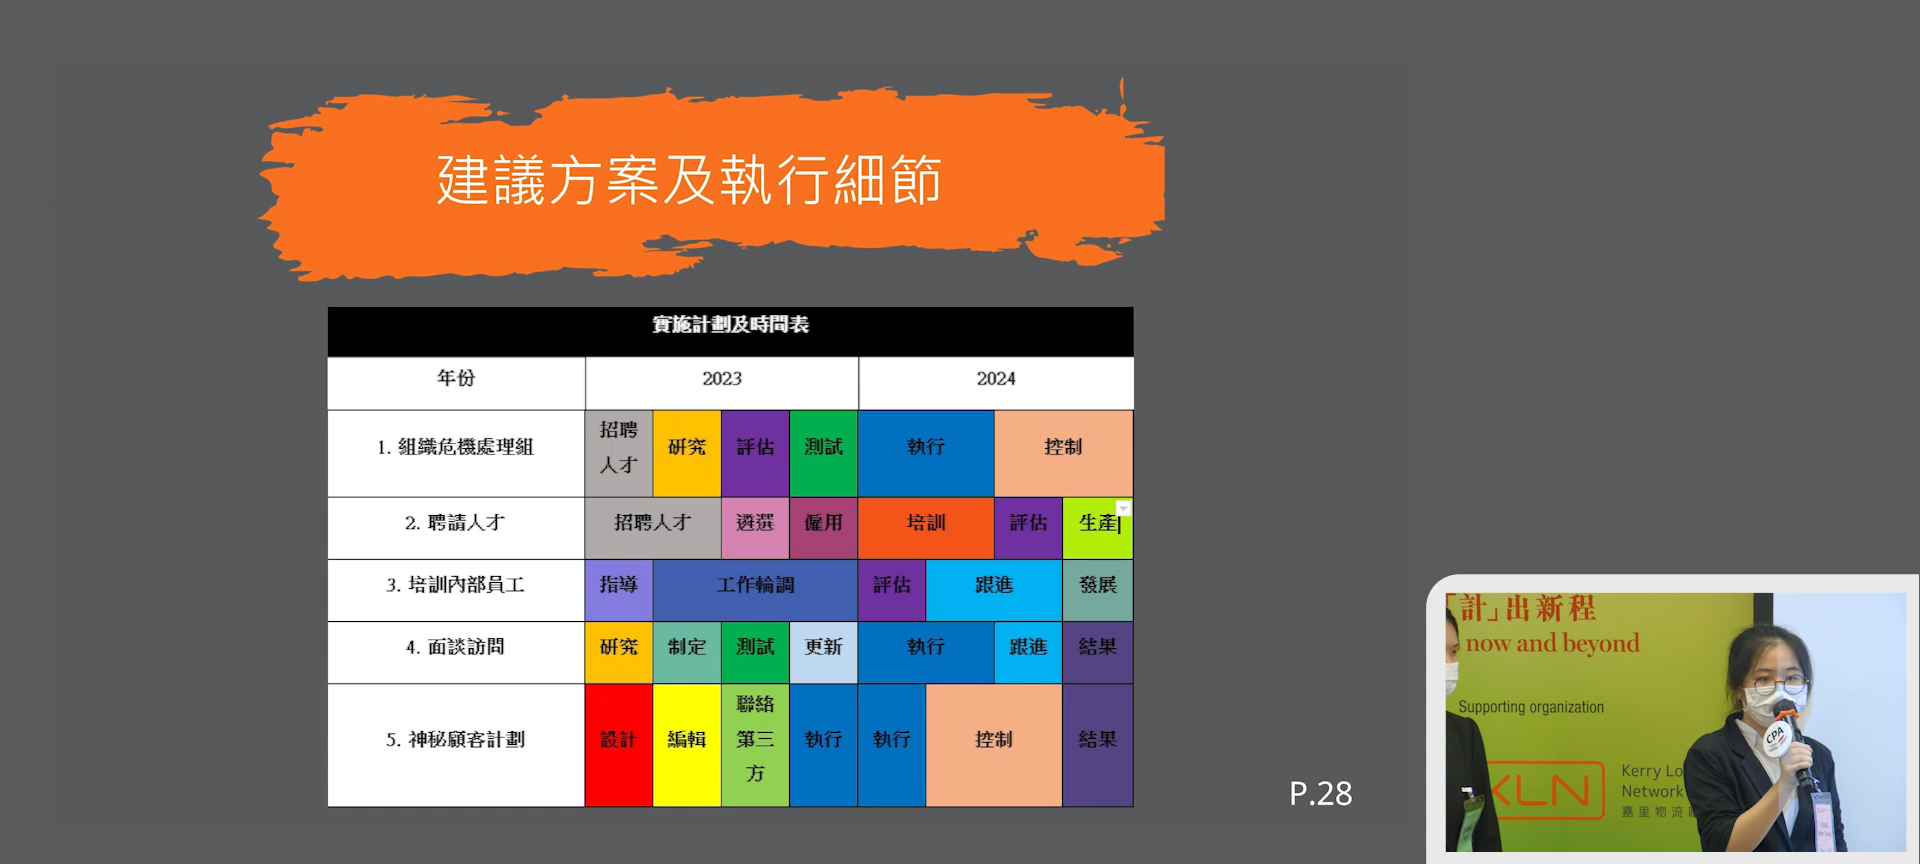 建議方案及執行細節
實施計劃及時間表
年份 2023 2024
1. 組織危機處理組 招聘人才 研究 評估 測試 執行 控制
2. 聘請人才 招聘人才 遴選 僱用 培訓 評估 生產
3. 培訓內部員工 指導 工作輪調 評估 跟進 發展
4. 面談訪問 研究 制定 測試 更新 執行 跟進 結果
5. 神秘顧客計劃 設計 編輯 聯絡第三方 執行 執行 控制 結果
P.28
「計」出新程
now and beyond
Supporting organization
KLN
Kerry Lo
Network
嘉里物流
CPA